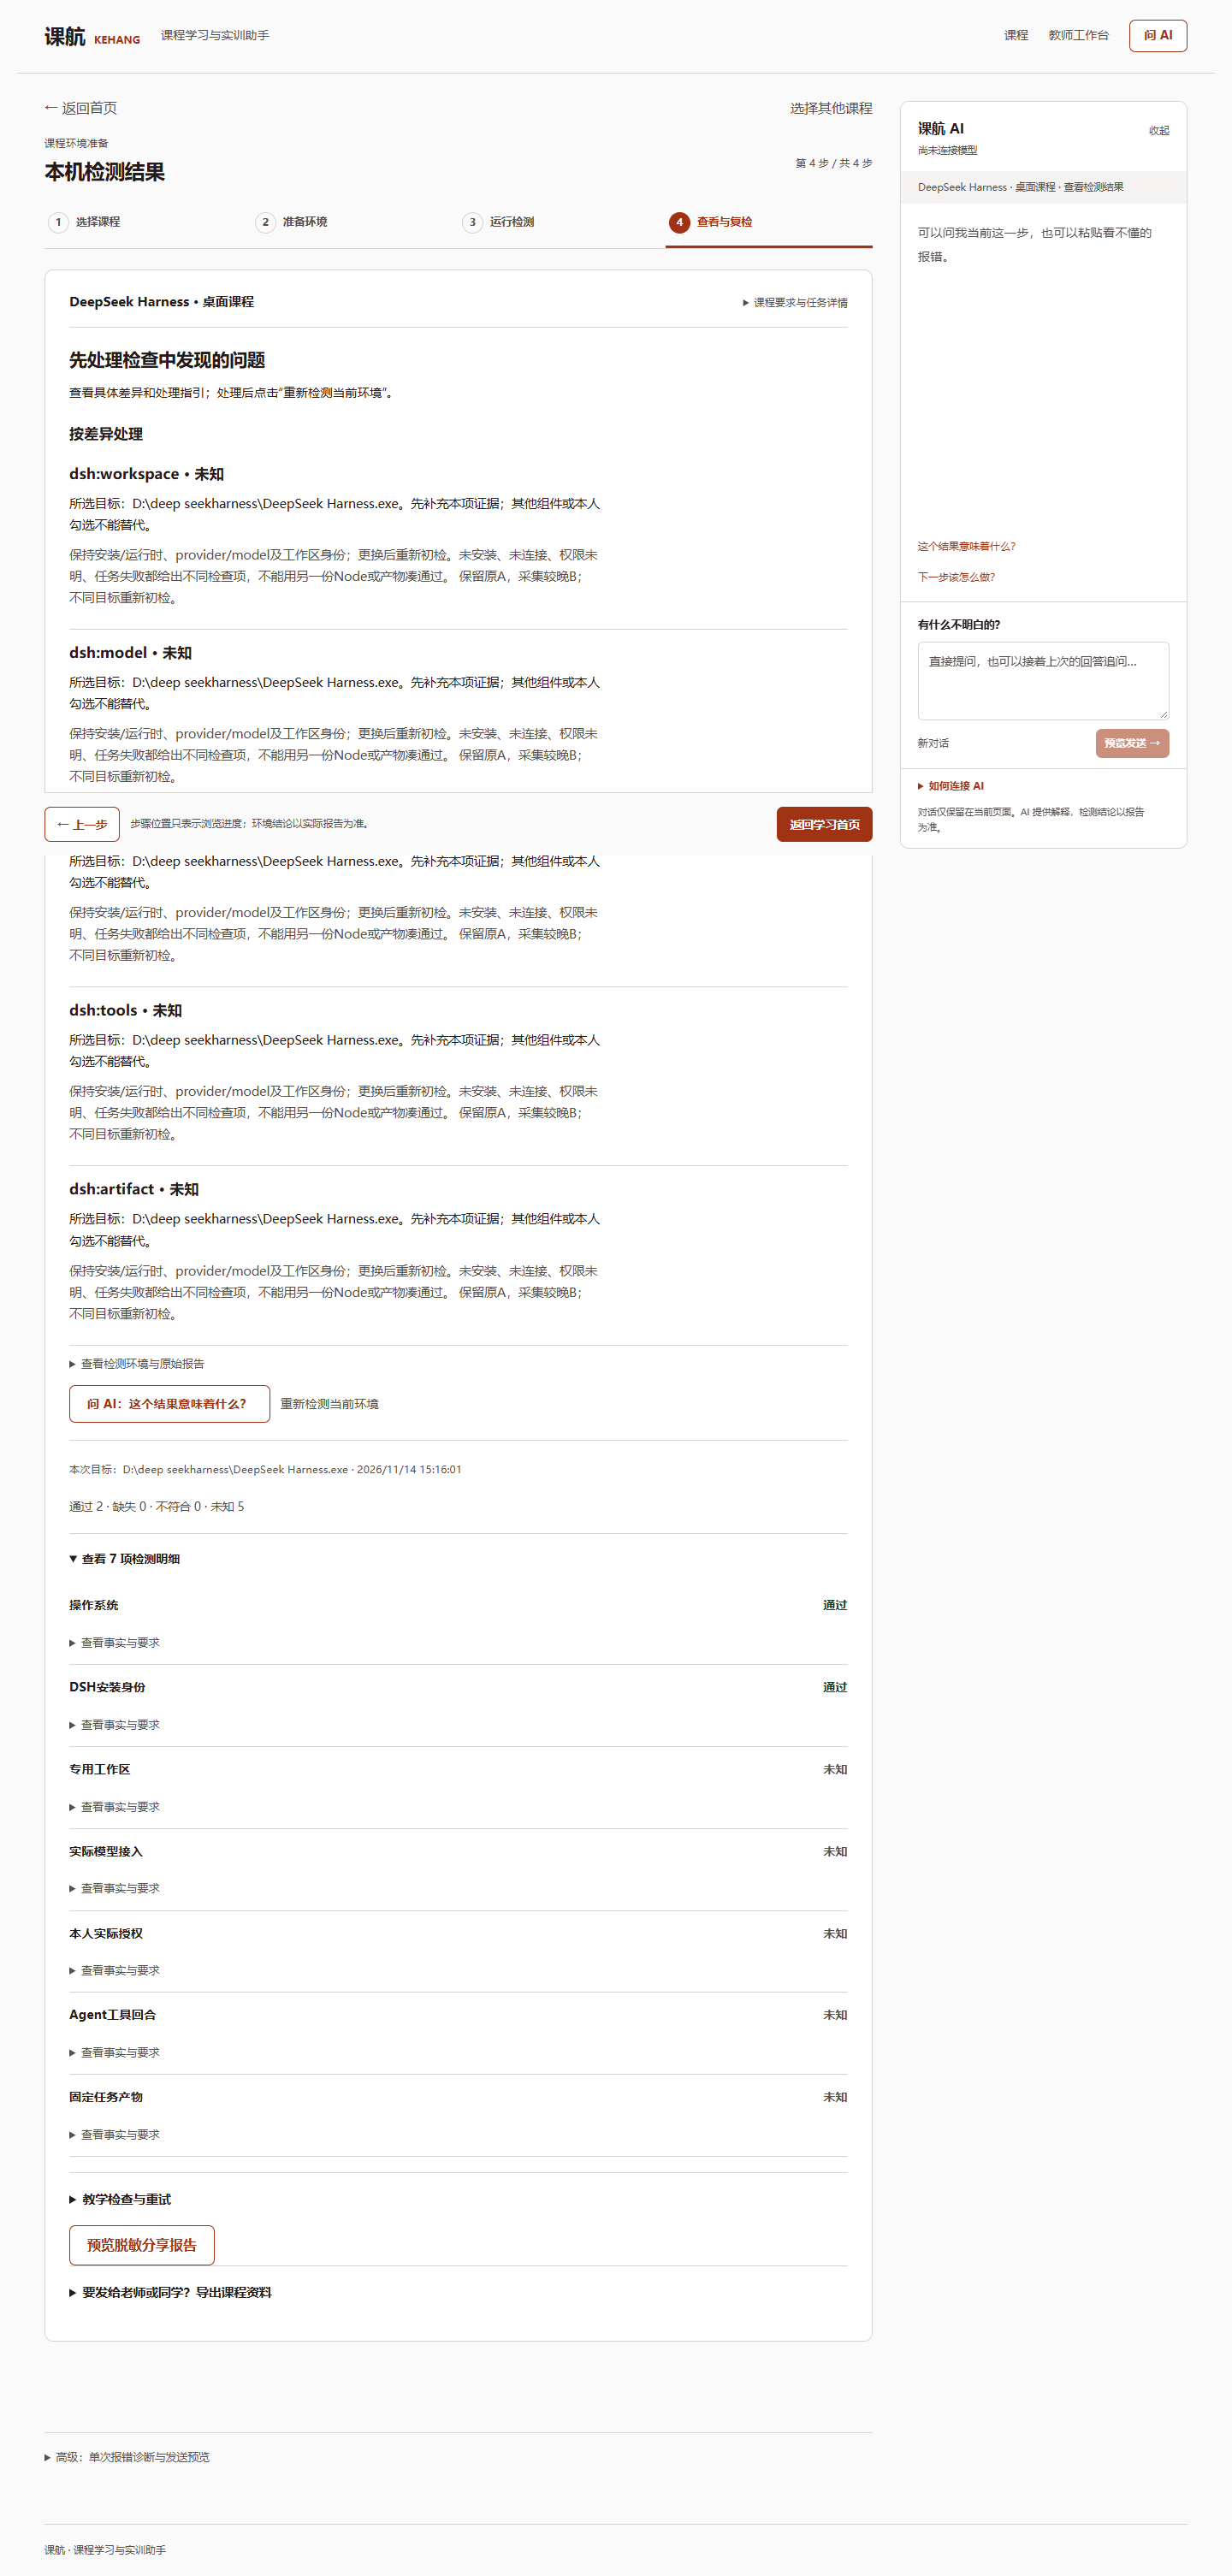 课航 KEHANG 课程学习与实训助手
课程 教师工作台 问 AI
← 返回首页
选择其他课程
课程环境准备
本机检测结果
第 4 步 / 共 4 步
1 选择课程
2 准备环境
3 运行检测
4 查看与复检
DeepSeek Harness • 桌面课程
▶ 课程要求与任务详情
先处理检查中发现的问题
查看具体差异和处理指引；处理后点击“重新检测当前环境”。
按差异处理
dsh:workspace • 未知
所选目标：D:\deep seekharness\DeepSeek Harness.exe。先补充本项证据；其他组件或本人
勾选不能替代。
保持安装/运行时、provider/model及工作区身份；更换后重新初检。未安装、未连接、权限未
明、任务失败都给出不同检查项，不能用另一份Node或产物凑通过。 保留原A，采集较晚B；
不同目标重新初检。
dsh:model • 未知
所选目标：D:\deep seekharness\DeepSeek Harness.exe。先补充本项证据；其他组件或本人
勾选不能替代。
保持安装/运行时、provider/model及工作区身份；更换后重新初检。未安装、未连接、权限未
明、任务失败都给出不同检查项，不能用另一份Node或产物凑通过。 保留原A，采集较晚B；
不同目标重新初检。
← 上一步
步骤位置只表示浏览进度；环境结论以实际报告为准。
返回学习首页
所选目标：D:\deep seekharness\DeepSeek Harness.exe。先补充本项证据；其他组件或本人
勾选不能替代。
保持安装/运行时、provider/model及工作区身份；更换后重新初检。未安装、未连接、权限未
明、任务失败都给出不同检查项，不能用另一份Node或产物凑通过。 保留原A，采集较晚B；
不同目标重新初检。
dsh:tools • 未知
所选目标：D:\deep seekharness\DeepSeek Harness.exe。先补充本项证据；其他组件或本人
勾选不能替代。
保持安装/运行时、provider/model及工作区身份；更换后重新初检。未安装、未连接、权限未
明、任务失败都给出不同检查项，不能用另一份Node或产物凑通过。 保留原A，采集较晚B；
不同目标重新初检。
dsh:artifact • 未知
所选目标：D:\deep seekharness\DeepSeek Harness.exe。先补充本项证据；其他组件或本人
勾选不能替代。
保持安装/运行时、provider/model及工作区身份；更换后重新初检。未安装、未连接、权限未
明、任务失败都给出不同检查项，不能用另一份Node或产物凑通过。 保留原A，采集较晚B；
不同目标重新初检。
▶ 查看检测环境与原始报告
问 AI：这个结果意味着什么？
重新检测当前环境
本次目标：D:\deep seekharness\DeepSeek Harness.exe · 2026/11/14 15:16:01
通过 2 · 缺失 0 · 不符合 0 · 未知 5
▼ 查看 7 项检测明细
操作系统 通过
▶ 查看事实与要求
DSH安装身份 通过
▶ 查看事实与要求
专用工作区 未知
▶ 查看事实与要求
实际模型接入 未知
▶ 查看事实与要求
本人实际授权 未知
▶ 查看事实与要求
Agent工具回合 未知
▶ 查看事实与要求
固定任务产物 未知
▶ 查看事实与要求
▶ 教学检查与重试
预览脱敏分享报告
▶ 要发给老师或同学？导出课程资料
▶ 高级：单次报错诊断与发送预览
课航 · 课程学习与实训助手
课航 AI
收起
尚未连接模型
DeepSeek Harness · 桌面课程 · 查看检测结果
可以问我当前这一步，也可以粘贴看不懂的
报错。
这个结果意味着什么？
下一步该怎么做？
有什么不明白的？
直接提问，也可以接着上次的回答追问...
新对话
预览发送 →
▶ 如何连接 AI
对话仅保留在当前页面。AI 提供解释，检测结论以报告
为准。